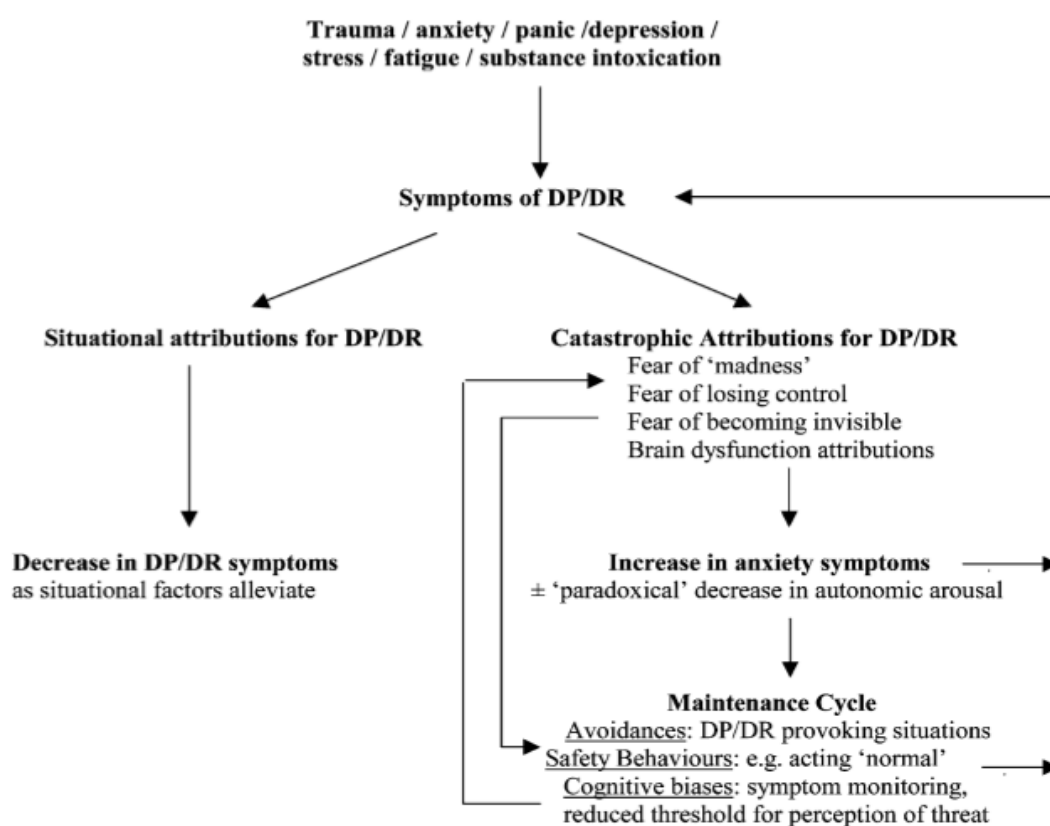 Trauma / anxiety / panic /depression /
stress / fatigue / substance intoxication
Symptoms of DP/DR
Situational attributions for DP/DR
Catastrophic Attributions for DP/DR
Fear of ‘madness’
Fear of losing control
Fear of becoming invisible
Brain dysfunction attributions
Decrease in DP/DR symptoms
as situational factors alleviate
Increase in anxiety symptoms
± ‘paradoxical’ decrease in autonomic arousal
Maintenance Cycle
Avoidances: DP/DR provoking situations
Safety Behaviours: e.g. acting ‘normal’
Cognitive biases: symptom monitoring,
reduced threshold for perception of threat